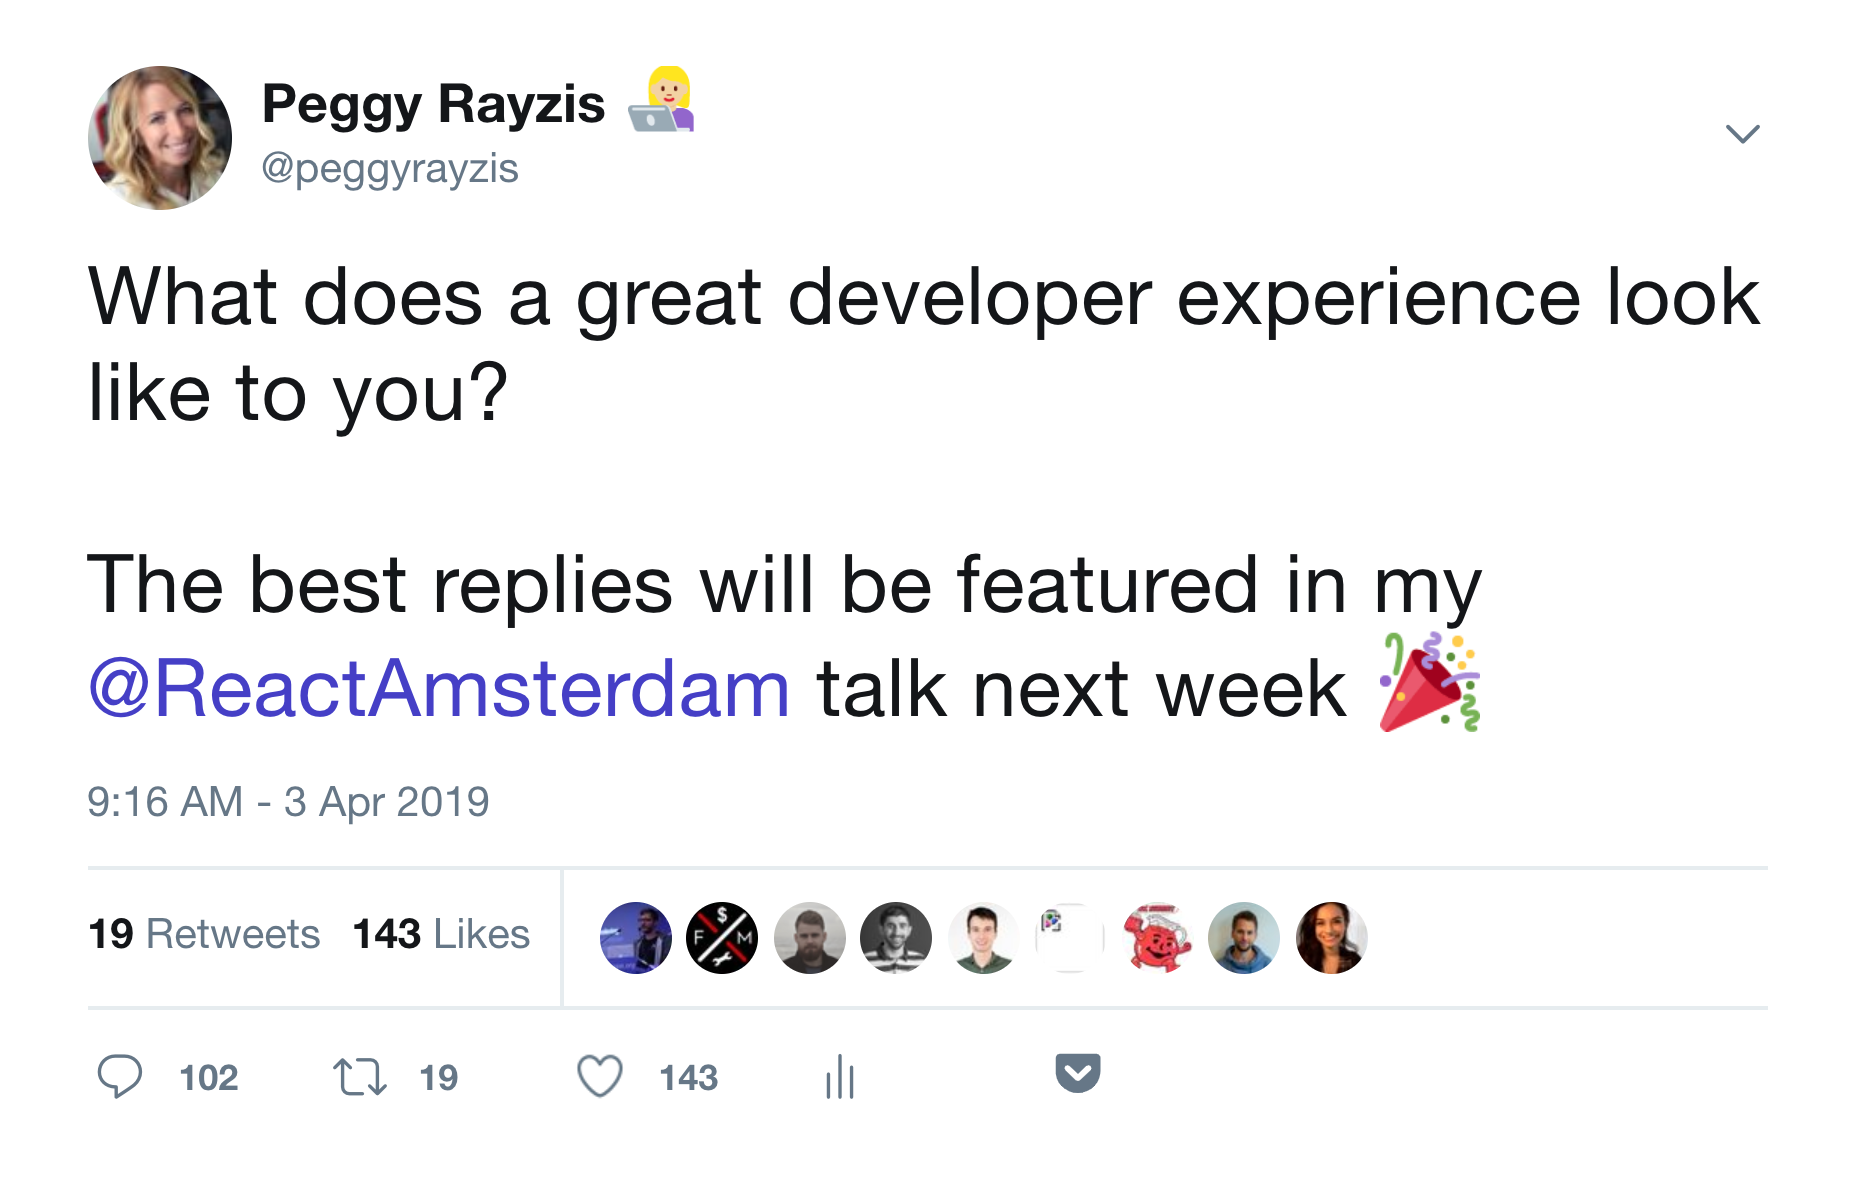 Peggy Rayzis 👩🏼‍💻
@peggyrayzis
What does a great developer experience look
like to you?
The best replies will be featured in my
@ReactAmsterdam talk next week 🎉
9:16 AM - 3 Apr 2019
19 Retweets 143 Likes
$
F M
102 19 143